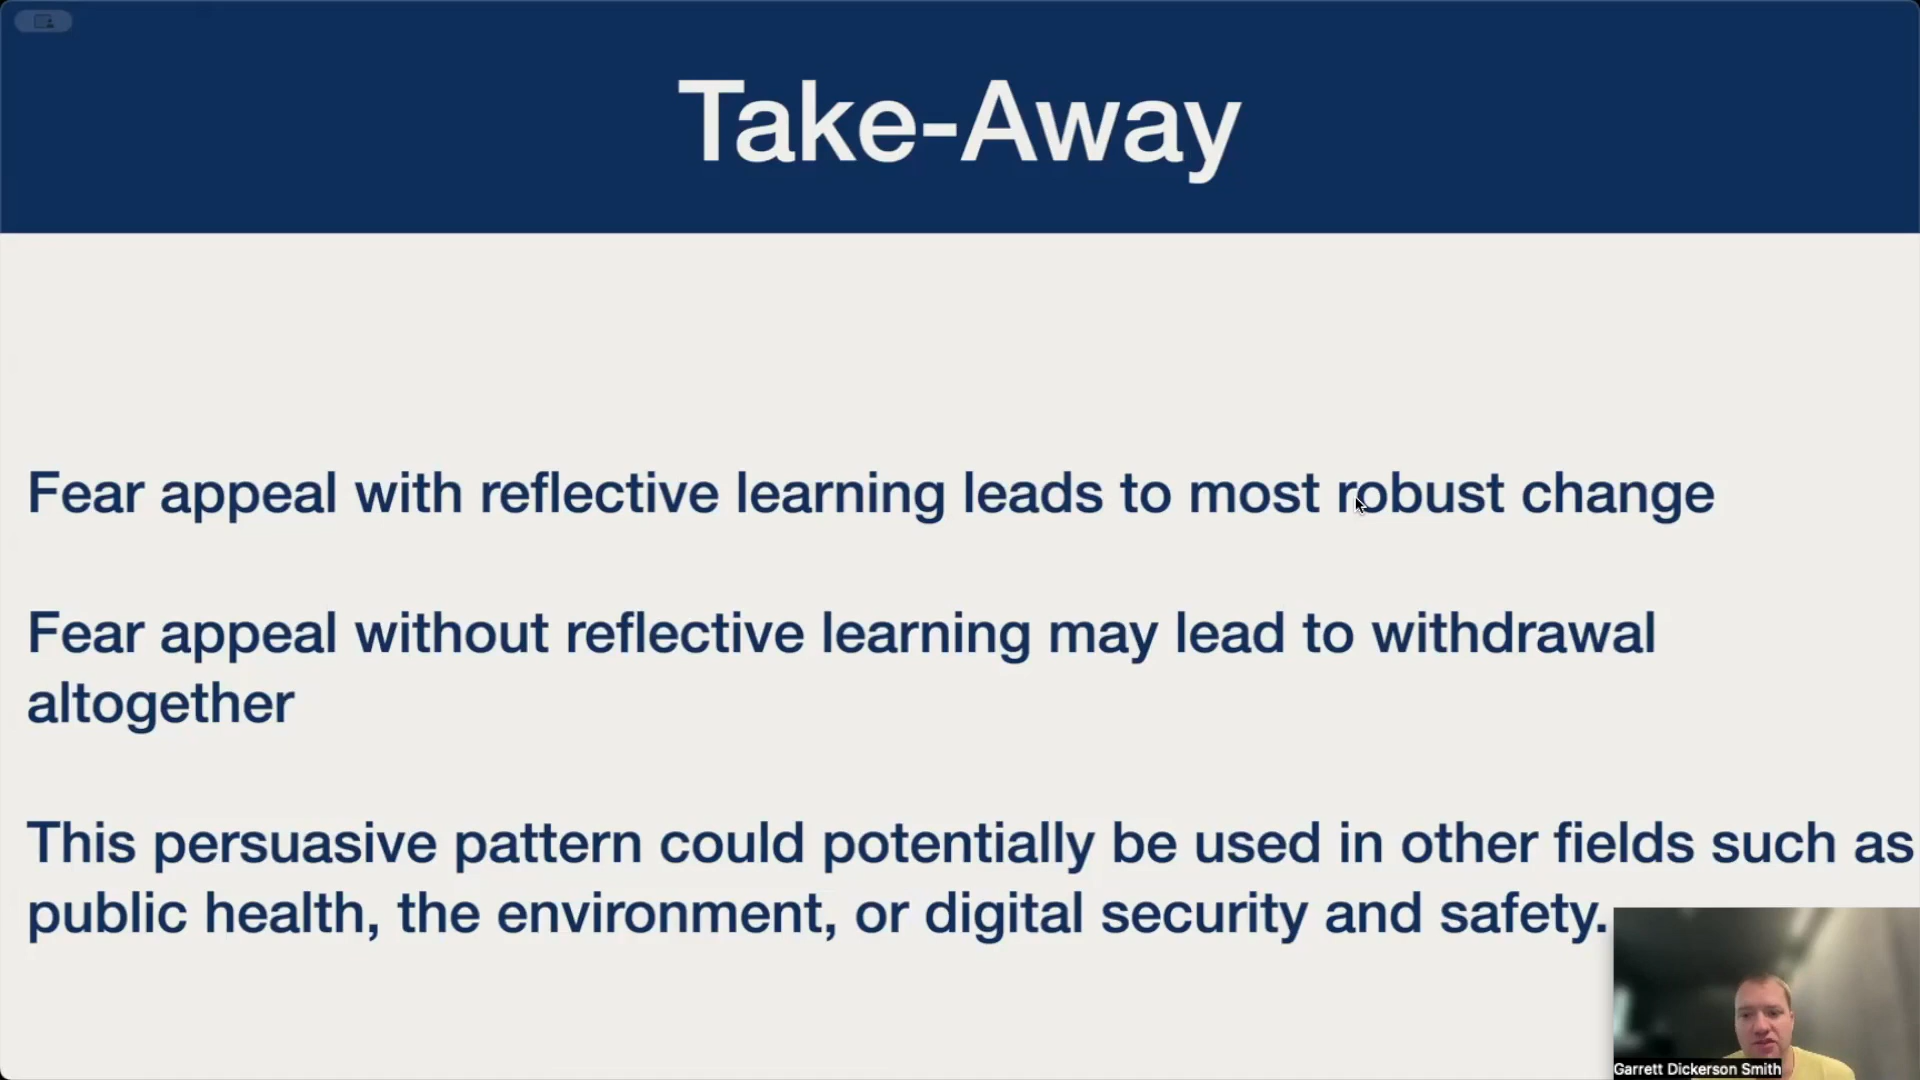 Take-Away
Fear appeal with reflective learning leads to most robust change
Fear appeal without reflective learning may lead to withdrawal
altogether
This persuasive pattern could potentially be used in other fields such as
public health, the environment, or digital security and safety.
Garrett Dickerson Smith